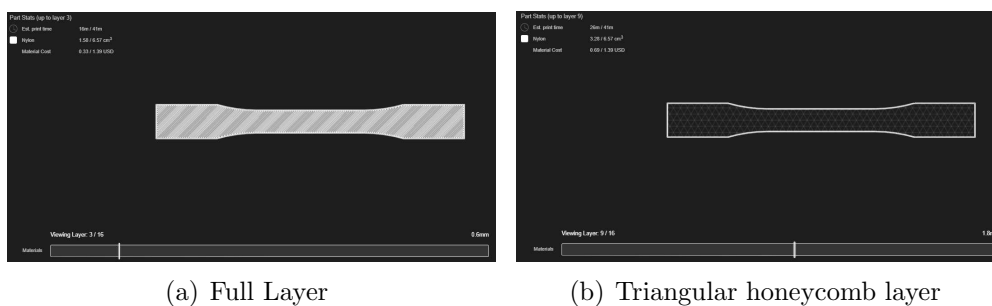 Part Stats (up to layer 3)
Est. print time 16m / 41m
Nylon 1.58 / 6.57 cm³
Material Cost 0.33 / 1.39 USD
Viewing Layer: 3 / 16
0.6mm
Materials
(a) Full Layer
Part Stats (up to layer 9)
Est. print time 26m / 41m
Nylon 3.28 / 6.57 cm³
Material Cost 0.69 / 1.39 USD
Viewing Layer: 9 / 16
1.8m
Materials
(b) Triangular honeycomb layer